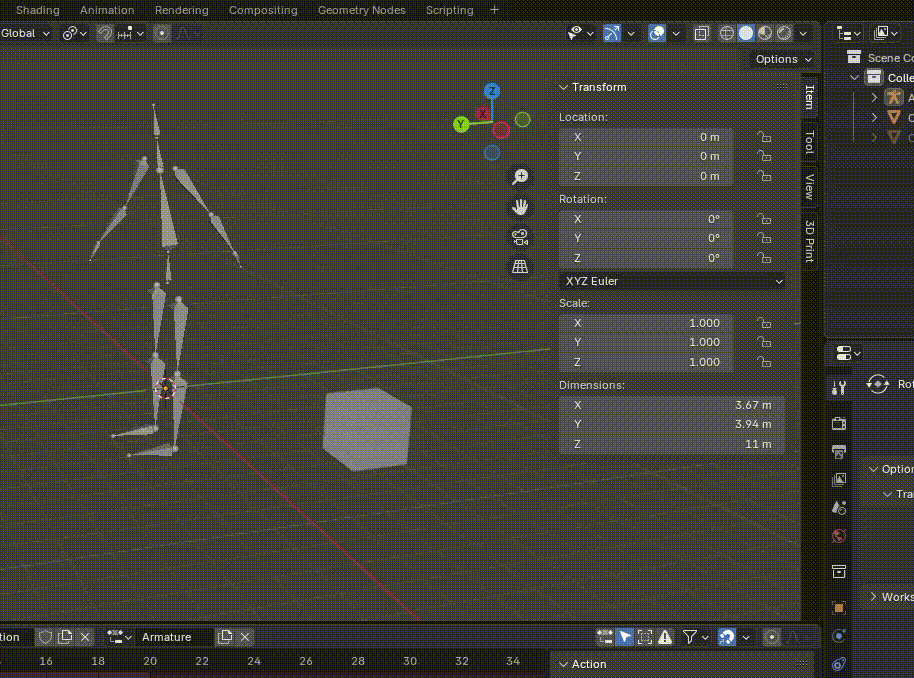 Shading Animation Rendering Compositing Geometry Nodes Scripting +
Global
Options
Scene Co
Colle
A
C
C
Z
X
Y
Transform
Location:
X 0 m
Y 0 m
Z 0 m
Rotation:
X 0°
Y 0°
Z 0°
XYZ Euler
Scale:
X 1.000
Y 1.000
Z 1.000
Dimensions:
X 3.67 m
Y 3.94 m
Z 11 m
Item
Tool
View
3D Print
Rot
Option
Tra
Works
tion
Armature
16 18 20 22 24 26 28 30 32 34
Action